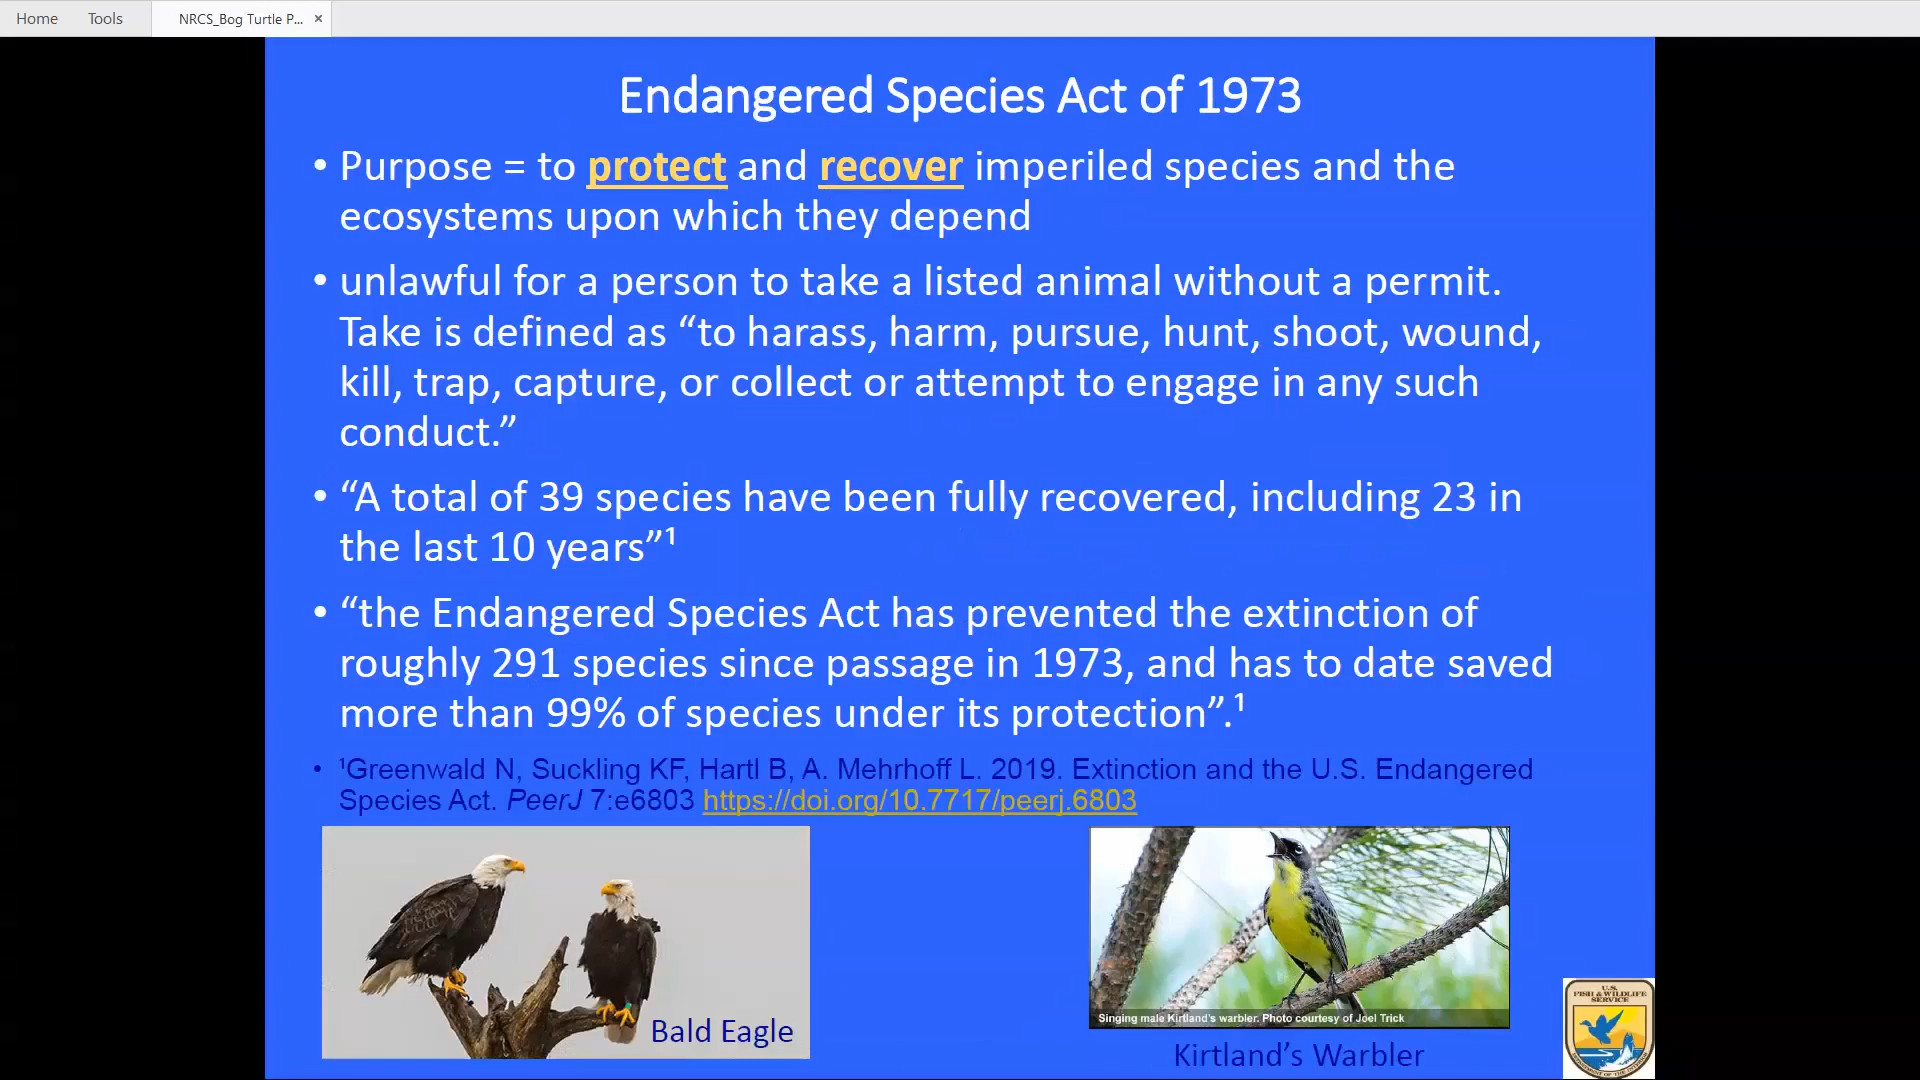 Home Tools NRCS_Bog Turtle P... ×
Endangered Species Act of 1973
• Purpose = to protect and recover imperiled species and the
ecosystems upon which they depend
• unlawful for a person to take a listed animal without a permit.
Take is defined as “to harass, harm, pursue, hunt, shoot, wound,
kill, trap, capture, or collect or attempt to engage in any such
conduct.”
• “A total of 39 species have been fully recovered, including 23 in
the last 10 years”¹
• “the Endangered Species Act has prevented the extinction of
roughly 291 species since passage in 1973, and has to date saved
more than 99% of species under its protection”.¹
• ¹Greenwald N, Suckling KF, Hartl B, A. Mehrhoff L. 2019. Extinction and the U.S. Endangered
Species Act. PeerJ 7:e6803 https://doi.org/10.7717/peerj.6803
Bald Eagle
Singing male Kirtland's warbler. Photo courtesy of Joel Trick
Kirtland’s Warbler
U.S.
FISH & WILDLIFE
SERVICE
DEPARTMENT OF THE INTERIOR